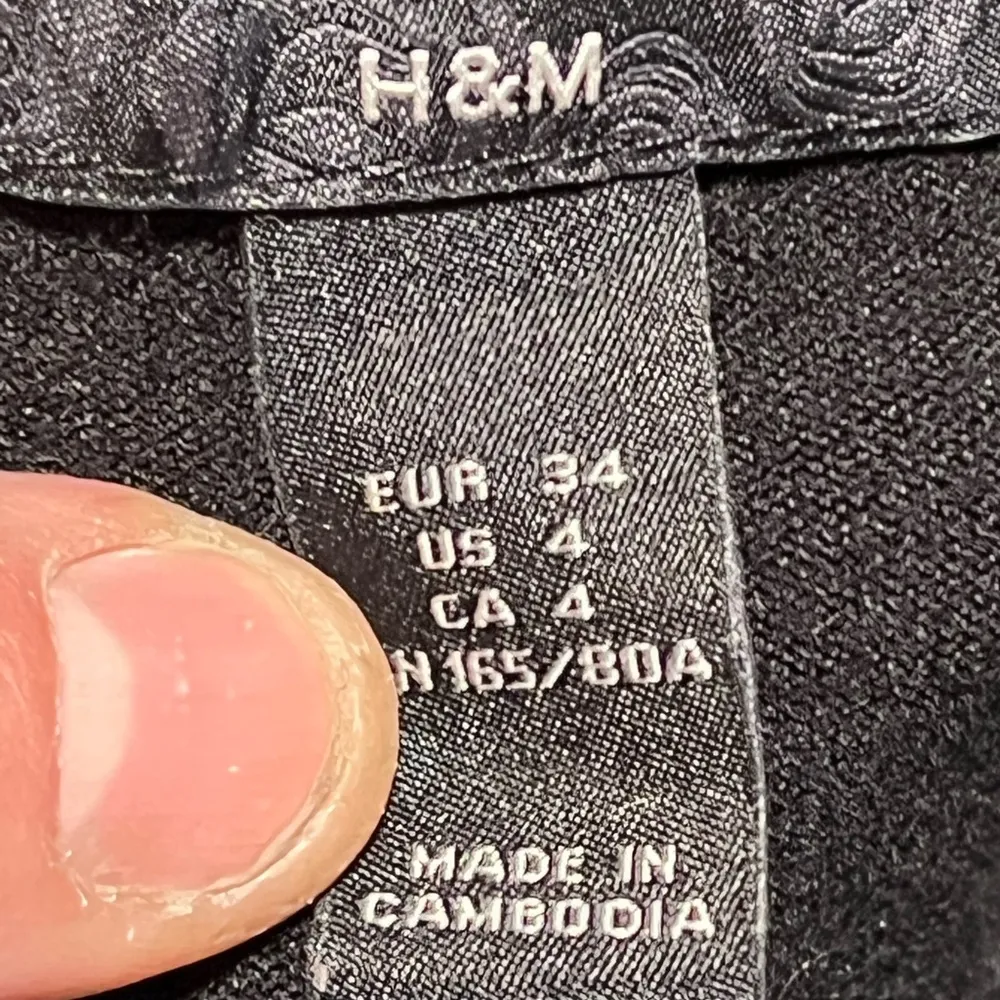 H&M
EUR 34
US 4
CA 4
N 165/80A
MADE IN
CAMBODIA